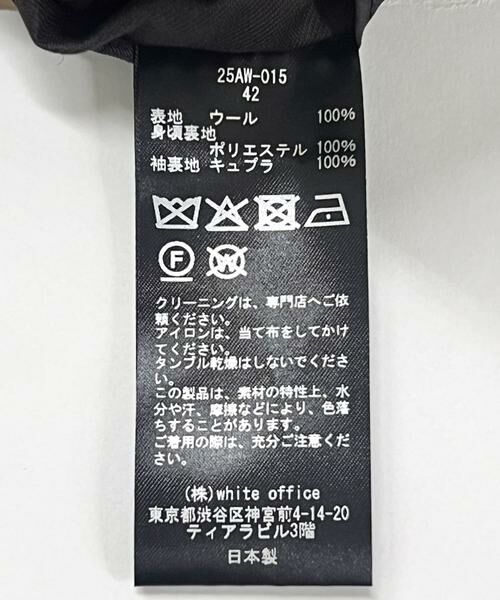 25AW-015
42
表地 ウール 100%
身頃裏地
ポリエステル 100%
袖裏地 キュプラ 100%
F W
クリーニングは、専門店へご依
頼ください。
アイロンは、当て布をしてかけ
てください。
タンブル乾燥はしないでくださ
い。
この製品は、素材の特性上、水
分や汗、摩擦などにより、色落
ちすることがあります。
ご着用の際は、充分ご注意くだ
さい。
(株)white office
東京都渋谷区神宮前4-14-20
ティアラビル3階
日本製